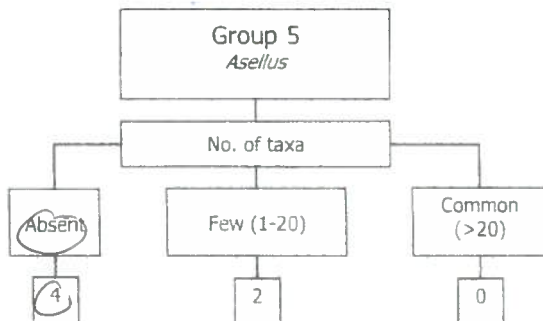 Group 5
Asellus
No. of taxa
Absent
Few (1-20)
Common
(>20)
4
2
0